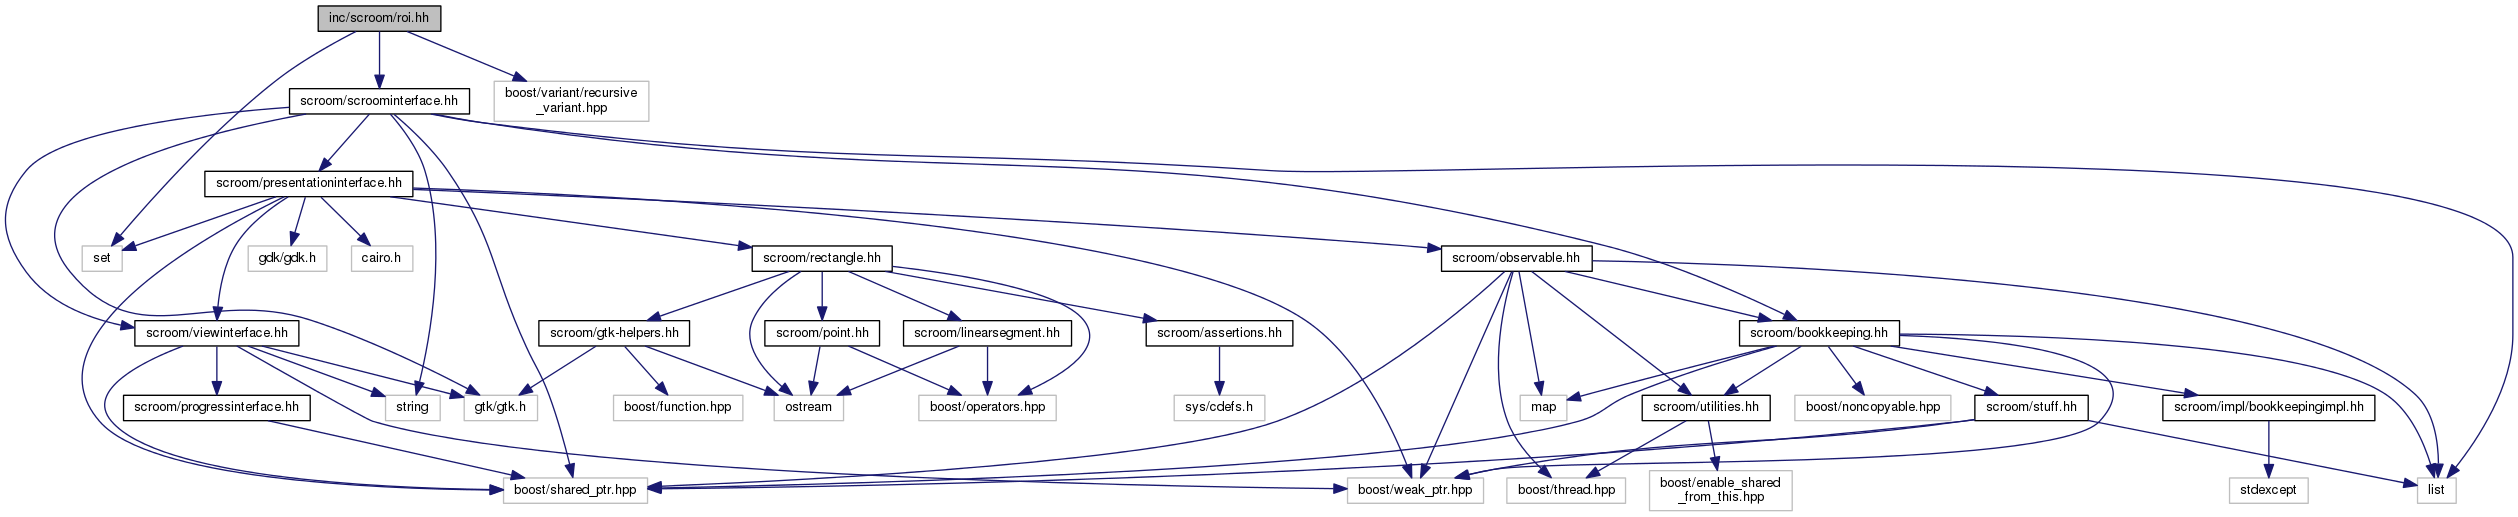 inc/scroom/roi.hh
boost/variant/recursive
_variant.hpp
scroom/scroominterface.hh
scroom/presentationinterface.hh
set
gdk/gdk.h
cairo.h
scroom/rectangle.hh
scroom/observable.hh
scroom/viewinterface.hh
scroom/gtk-helpers.hh
scroom/point.hh
scroom/linearsegment.hh
scroom/assertions.hh
scroom/bookkeeping.hh
scroom/progressinterface.hh
string
gtk/gtk.h
boost/function.hpp
ostream
boost/operators.hpp
sys/cdefs.h
map
scroom/utilities.hh
boost/noncopyable.hpp
scroom/stuff.hh
scroom/impl/bookkeepingimpl.hh
boost/shared_ptr.hpp
boost/weak_ptr.hpp
boost/thread.hpp
boost/enable_shared
_from_this.hpp
stdexcept
list